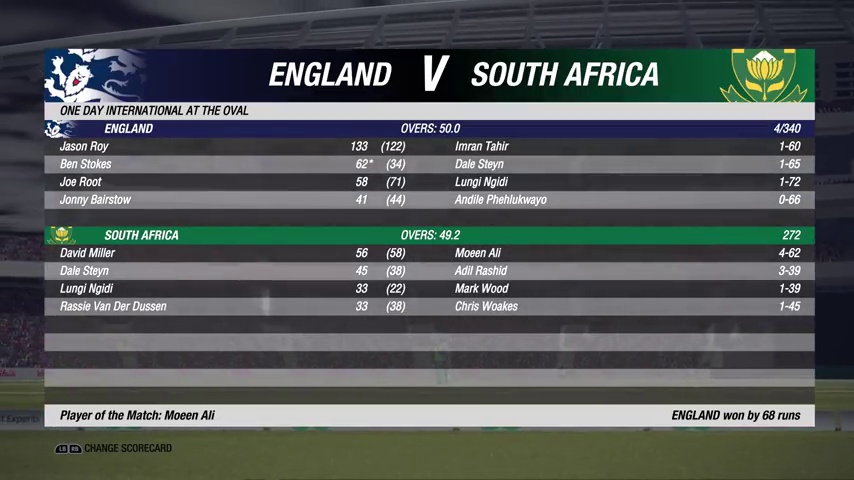 ENGLAND V SOUTH AFRICA
ONE DAY INTERNATIONAL AT THE OVAL
ENGLAND OVERS: 50.0 4/340
Jason Roy 133 (122) Imran Tahir 1-60
Ben Stokes 62* (34) Dale Steyn 1-65
Joe Root 58 (71) Lungi Ngidi 1-72
Jonny Bairstow 41 (44) Andile Phehlukwayo 0-66
SOUTH AFRICA OVERS: 49.2 272
David Miller 56 (58) Moeen Ali 4-62
Dale Steyn 45 (38) Adil Rashid 3-39
Lungi Ngidi 33 (22) Mark Wood 1-39
Rassie Van Der Dussen 33 (38) Chris Woakes 1-45
Player of the Match: Moeen Ali ENGLAND won by 68 runs
LB RB CHANGE SCORECARD